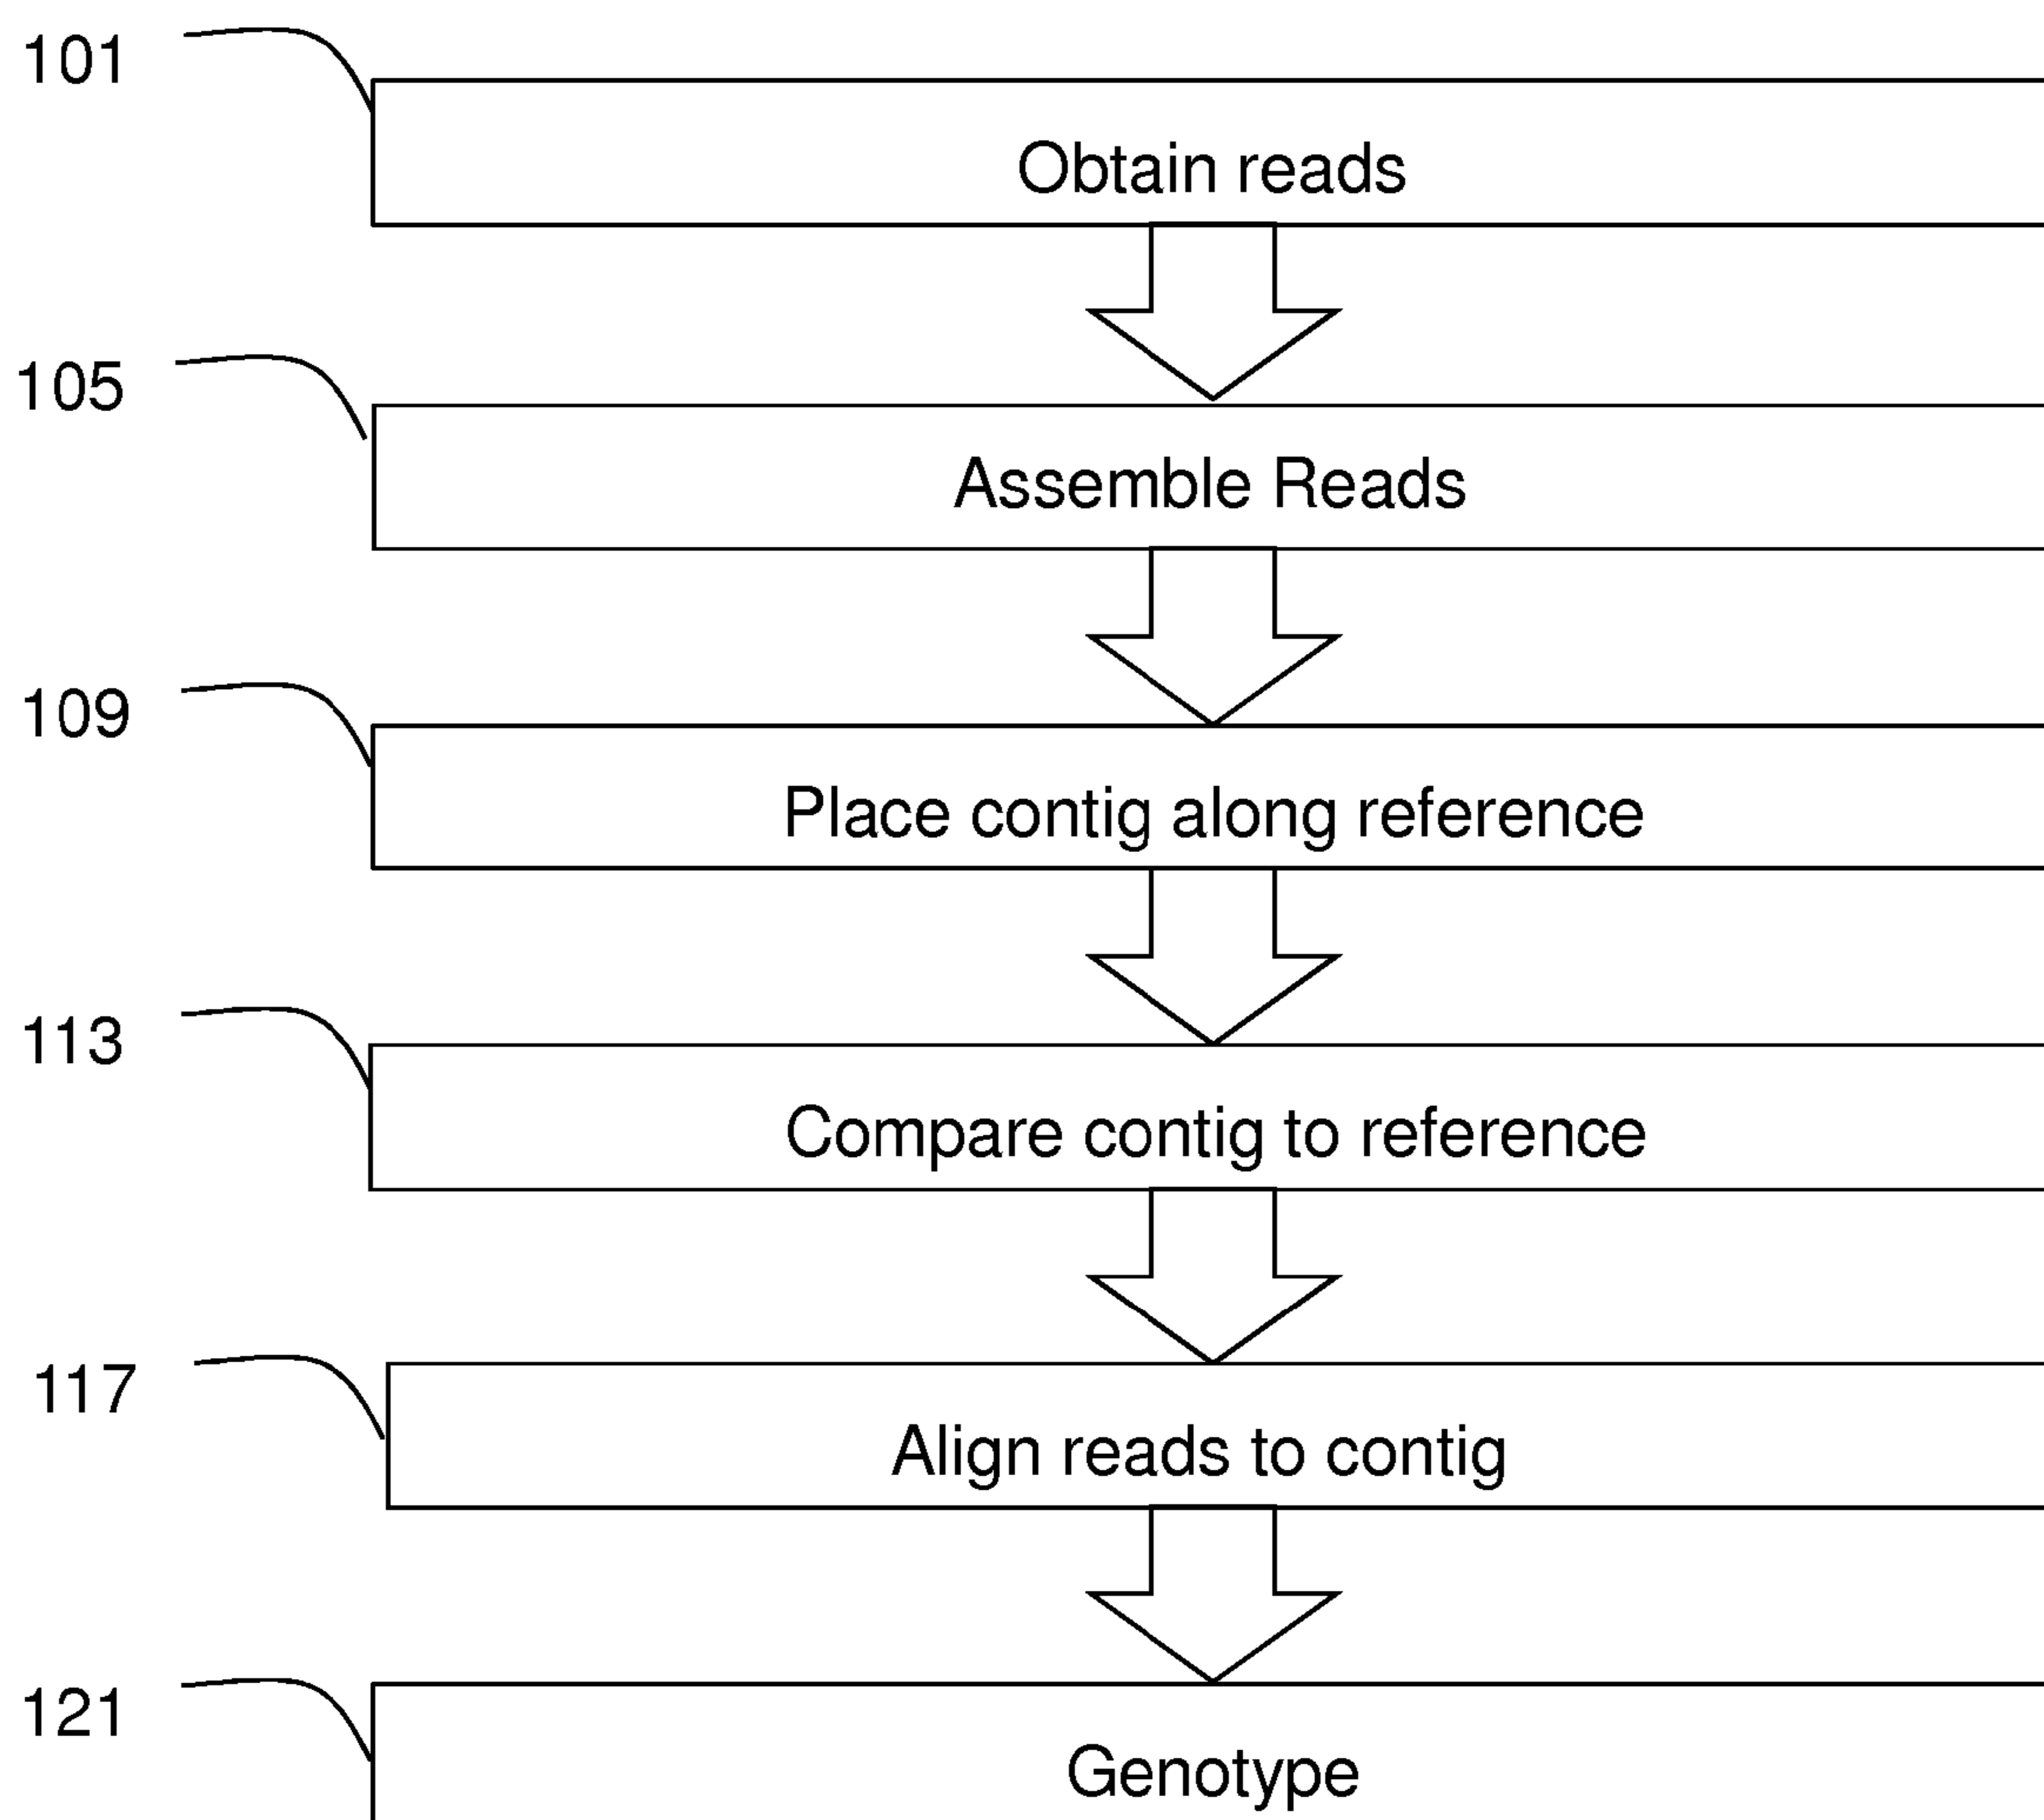 101
Obtain reads
105
Assemble Reads
109
Place contig along reference
113
Compare contig to reference
117
Align reads to contig
121
Genotype